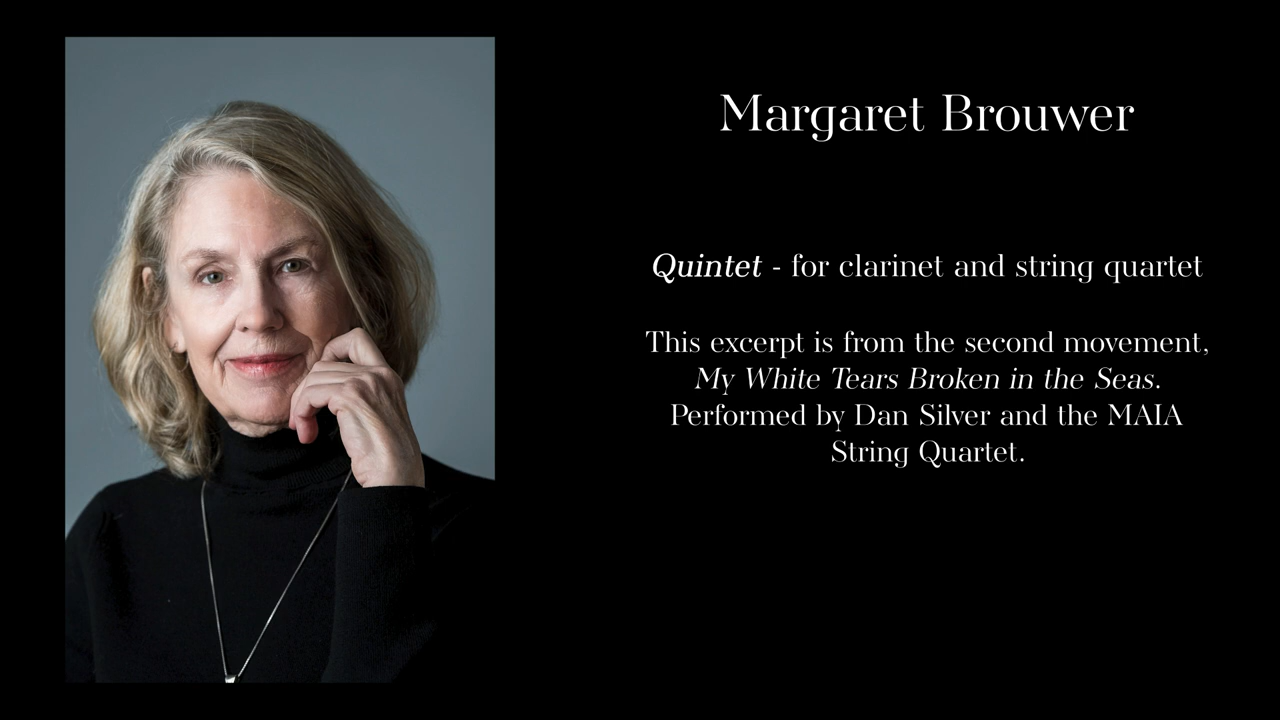 Margaret Brouwer
Quintet - for clarinet and string quartet
This excerpt is from the second movement,
My White Tears Broken in the Seas.
Performed by Dan Silver and the MAIA
String Quartet.